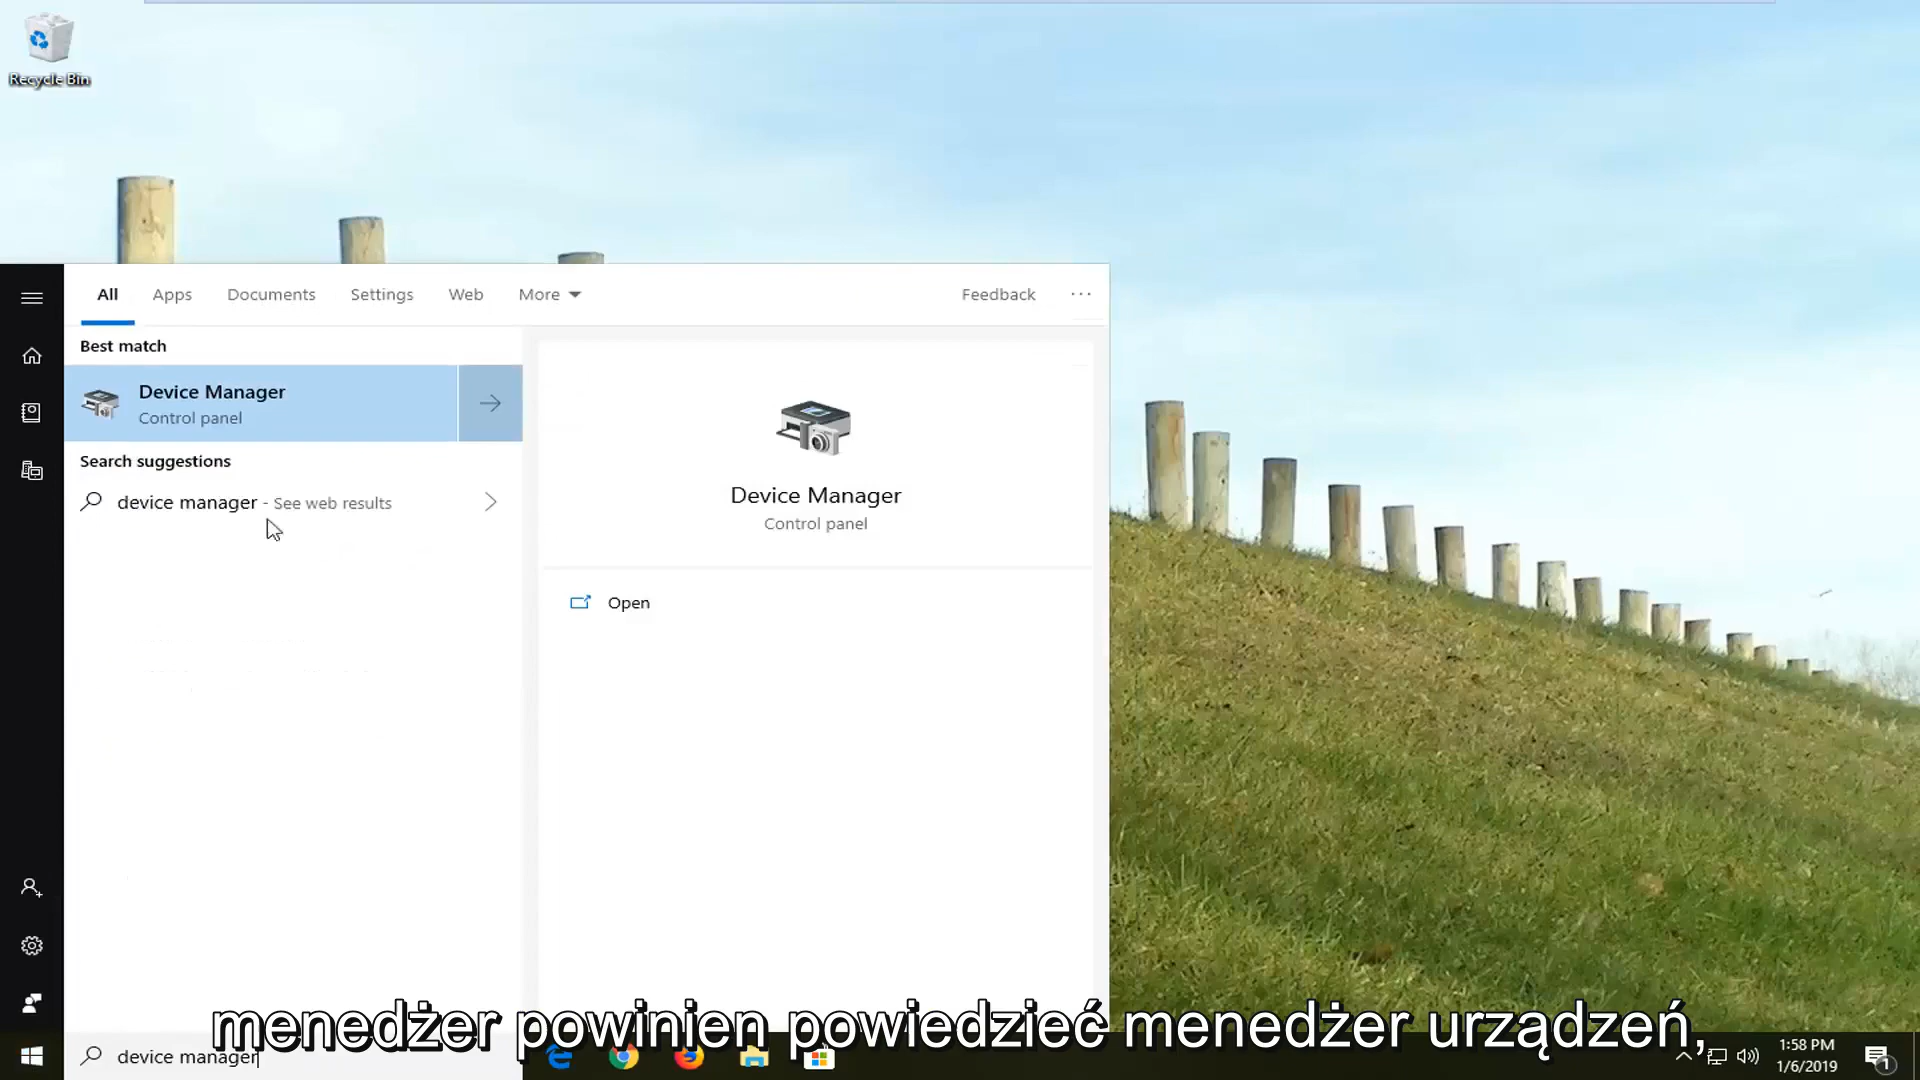 Recycle Bin
All Apps Documents Settings Web More Feedback
Best match
Device Manager
Control panel
Search suggestions
device manager - See web results
Device Manager
Control panel
Open
menedżer powinien powiedzieć menedżer urządzeń,
device manager
1:58 PM
1/6/2019
1